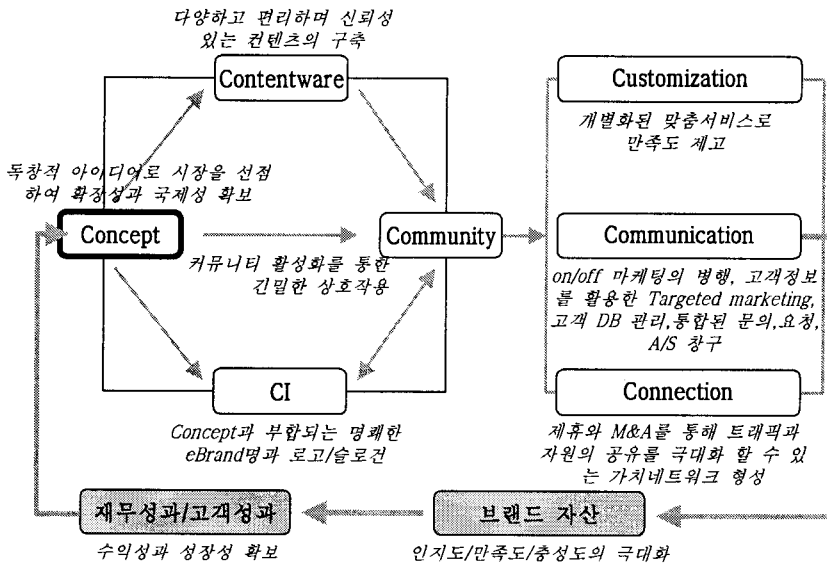 다양하고 편리하며 신뢰성
있는 컨텐츠의 구축
Contentware
독창적 아이디어로 시장을 선점
하여 확장성과 국제성 확보
Concept
Community
커뮤니티 활성화를 통한
긴밀한 상호작용
CI
Concept과 부합되는 명쾌한
eBrand명과 로고/슬로건
Customization
개별화된 맞춤서비스로
만족도 제고
Communication
on/off 마케팅의 병행, 고객정보
를 활용한 Targeted marketing,
고객 DB 관리,통합된 문의,요청,
A/S 창구
Connection
제휴와 M&A를 통해 트래픽과
자원의 공유를 극대화 할 수 있
는 가치네트워크 형성
재무성과/고객성과
수익성과 성장성 확보
브랜드 자산
인지도/만족도/충성도의 극대화